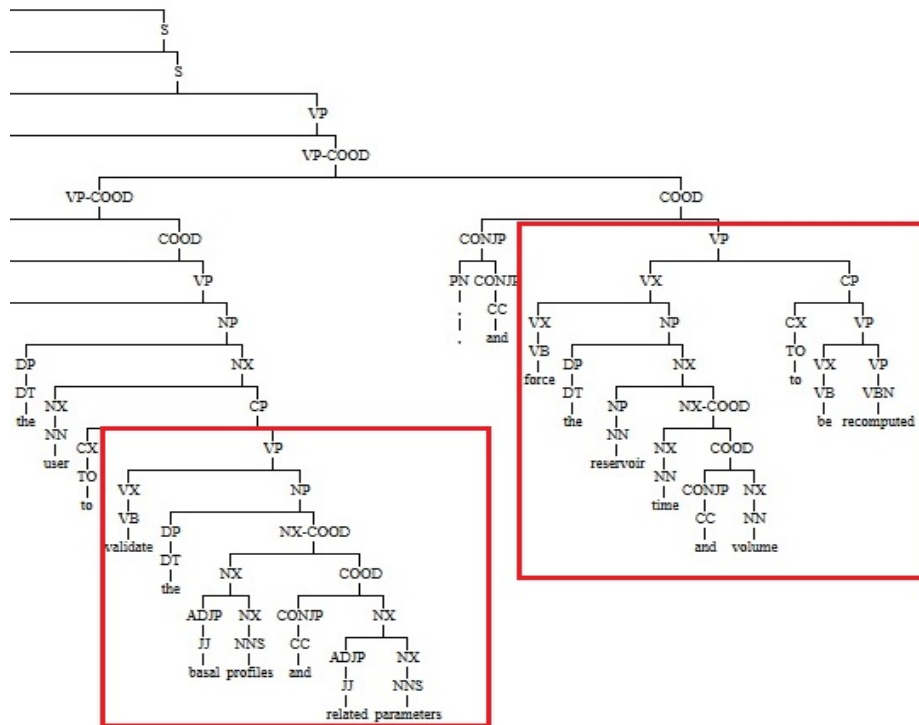 S
S
VP
VP-COOD
VP-COOD COOD
COOD CONJP VP
VP PN CONJP VX CP
NP , CC VX NP CX VP
DP NX . and VB DP NX TO VX VP
DT NX CP force DT NP NX-COOD to VB VBN
the NN CX VP the NN NX COOD be recomputed
user TO VX NP reservoir NN CONJP NX
to VB DP NX-COOD time CC NN
validate DT NX COOD and volume
the ADJP NX CONJP NX
JJ NNS CC ADJP NX
basal profiles and JJ NNS
related parameters